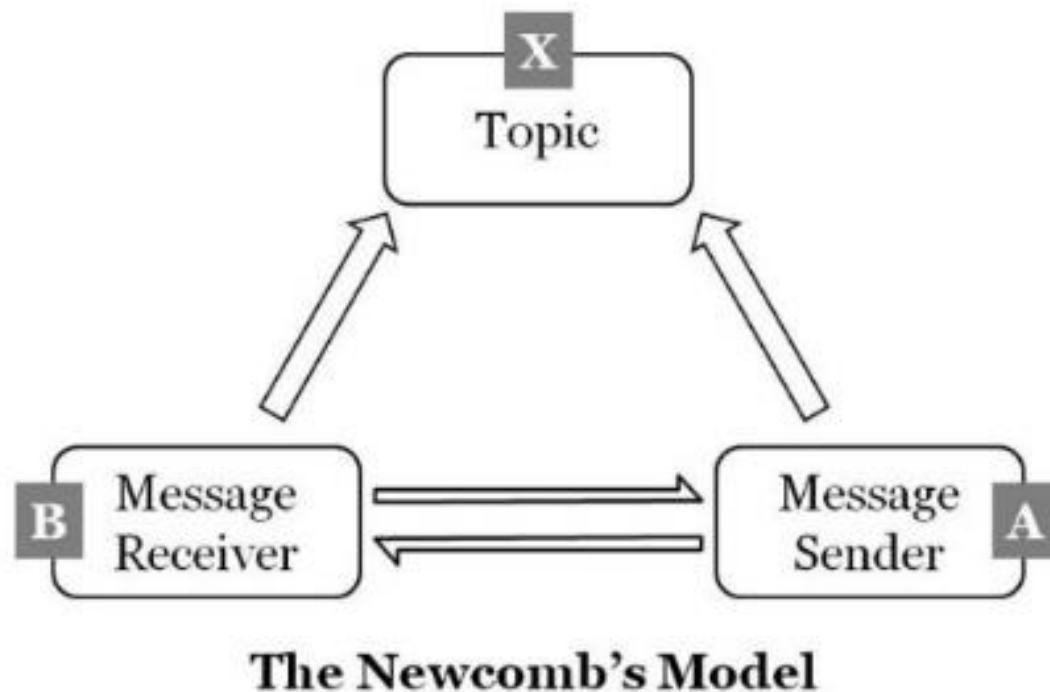 X
Topic
B
Message
Receiver
Message
Sender
A
The Newcomb's Model